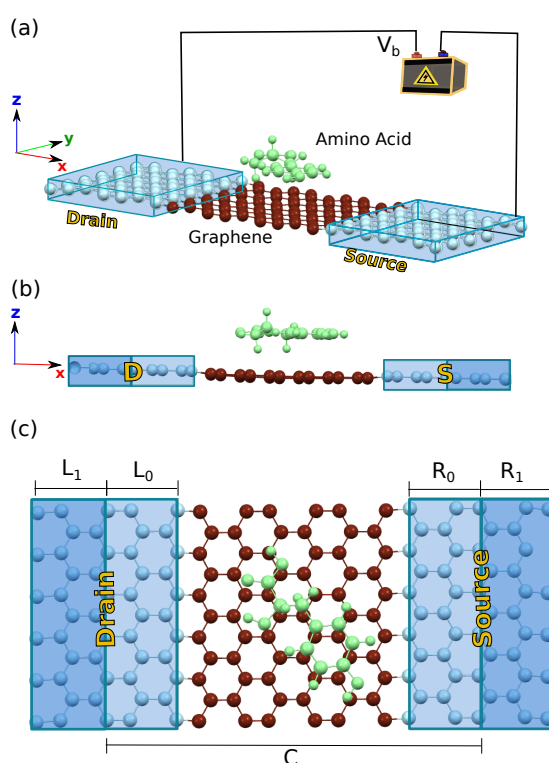 (a)
V_b
z
y
x
Amino Acid
Drain
Graphene
Source
(b)
z
x
D
S
(c)
L_1
L_0
R_0
R_1
Drain
Source
C